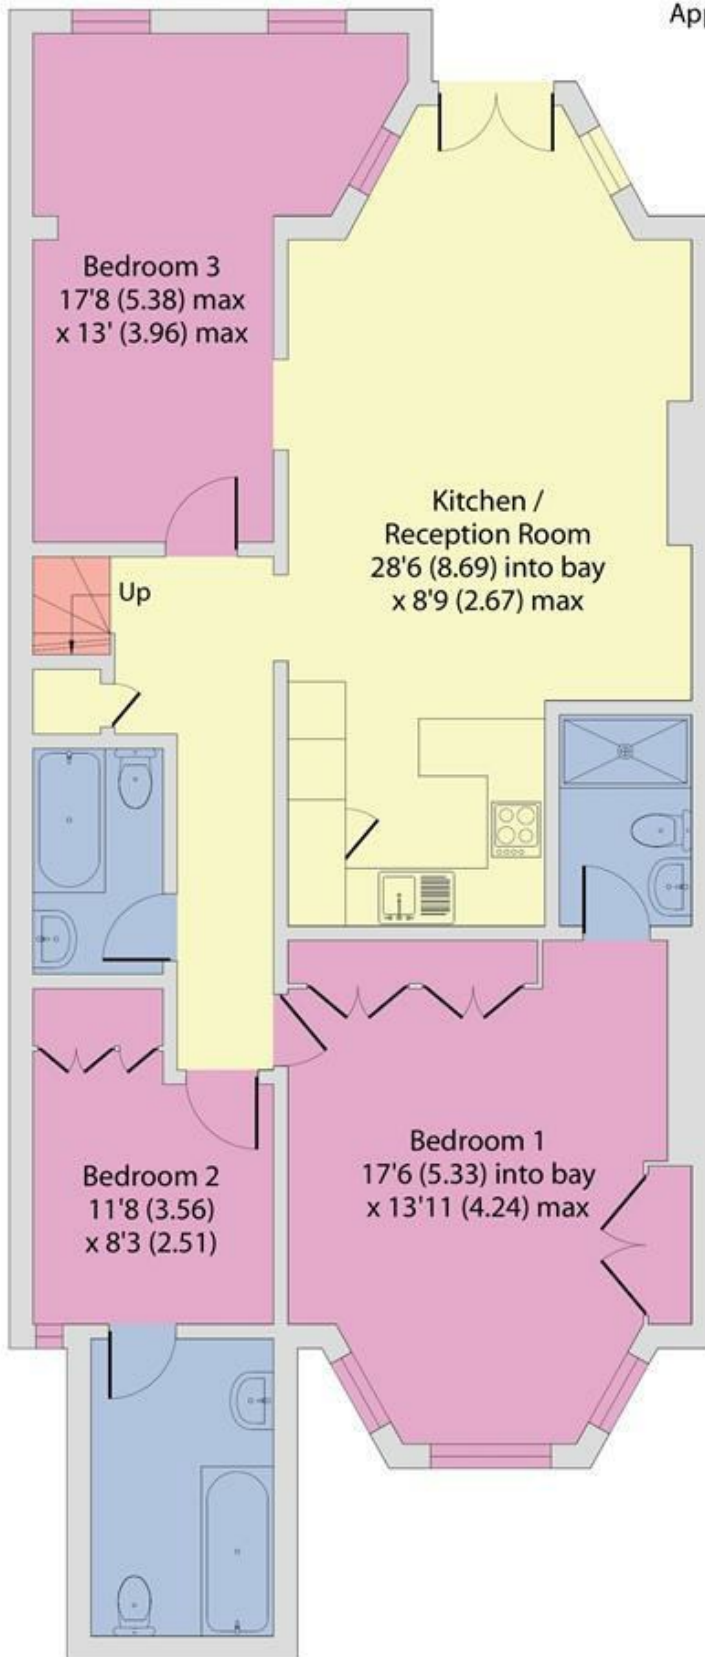 App
Bedroom 3
17'8 (5.38) max
x 13' (3.96) max
Kitchen /
Reception Room
28'6 (8.69) into bay
x 8'9 (2.67) max
Up
Bedroom 1
17'6 (5.33) into bay
x 13'11 (4.24) max
Bedroom 2
11'8 (3.56)
x 8'3 (2.51)